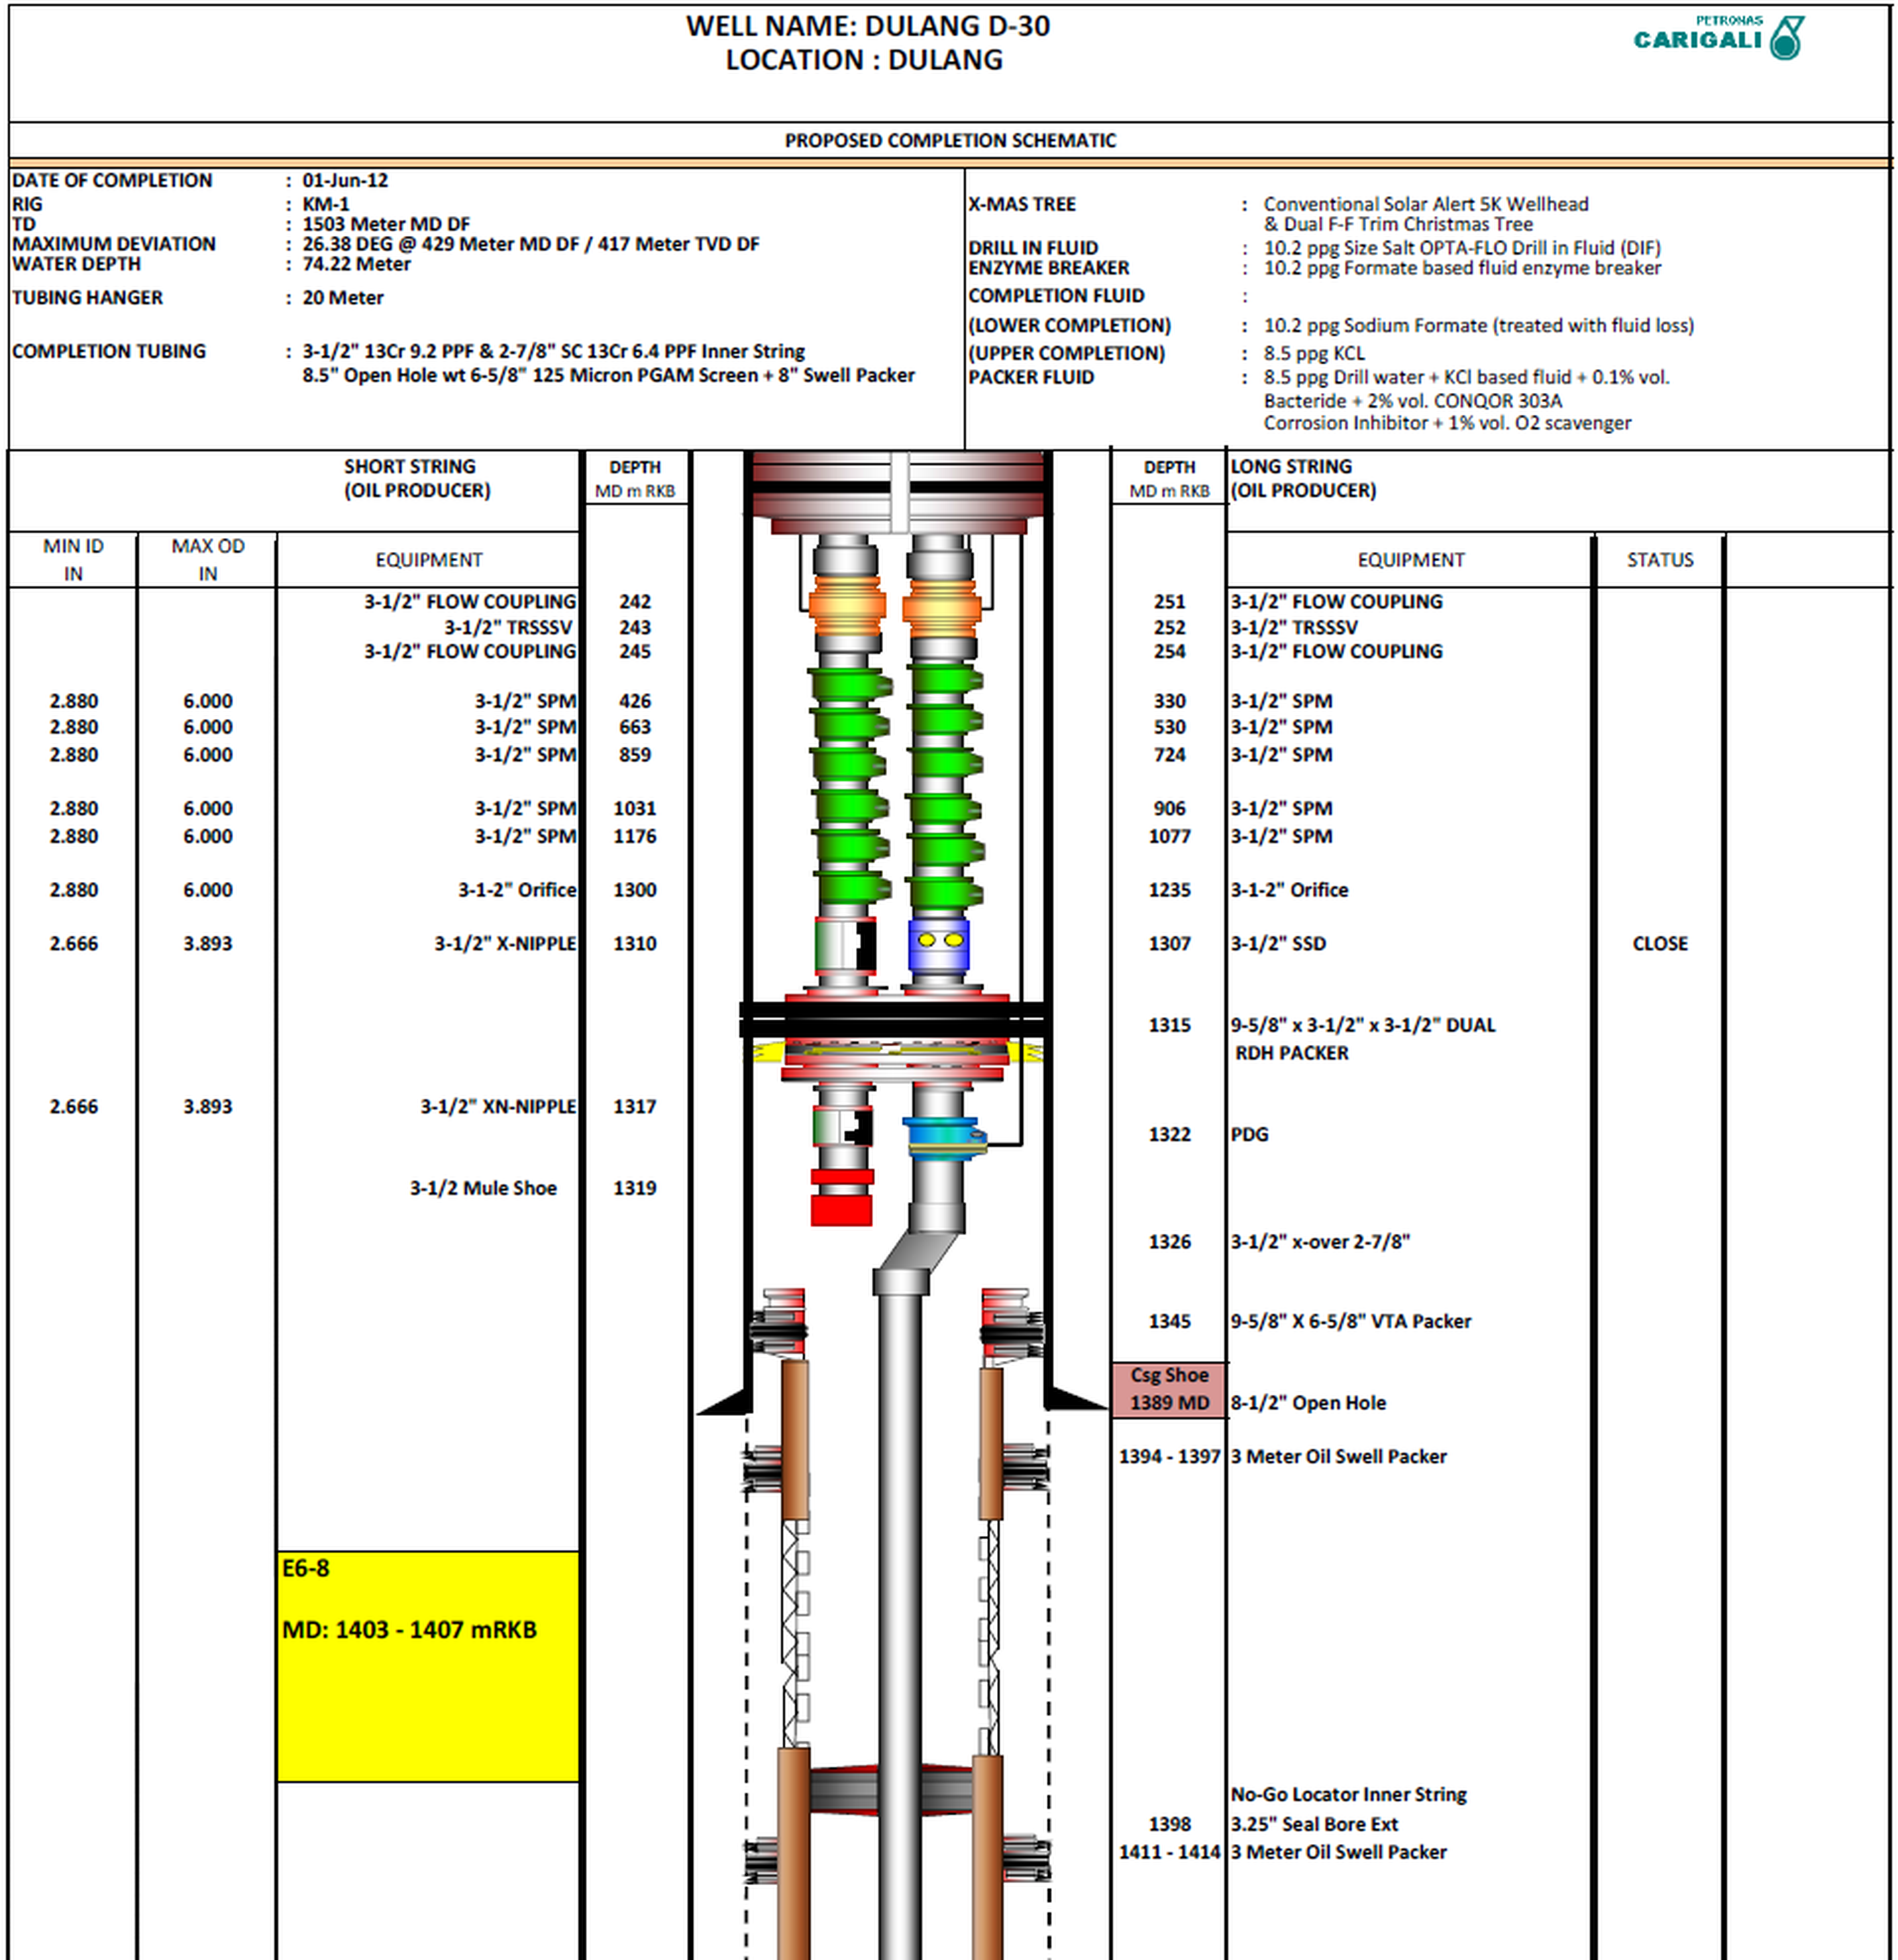 WELL NAME: DULANG D-30
LOCATION : DULANG
PETRONAS
CARIGALI
PROPOSED COMPLETION SCHEMATIC
DATE OF COMPLETION : 01-Jun-12
RIG : KM-1
TD : 1503 Meter MD DF
MAXIMUM DEVIATION : 26.38 DEG @ 429 Meter MD DF / 417 Meter TVD DF
WATER DEPTH : 74.22 Meter
TUBING HANGER : 20 Meter
COMPLETION TUBING : 3-1/2" 13Cr 9.2 PPF & 2-7/8" SC 13Cr 6.4 PPF Inner String
8.5" Open Hole wt 6-5/8" 125 Micron PGAM Screen + 8" Swell Packer
X-MAS TREE : Conventional Solar Alert 5K Wellhead
& Dual F-F Trim Christmas Tree
DRILL IN FLUID : 10.2 ppg Size Salt OPTA-FLO Drill in Fluid (DIF)
ENZYME BREAKER : 10.2 ppg Formate based fluid enzyme breaker
COMPLETION FLUID :
(LOWER COMPLETION) : 10.2 ppg Sodium Formate (treated with fluid loss)
(UPPER COMPLETION) : 8.5 ppg KCL
PACKER FLUID : 8.5 ppg Drill water + KCl based fluid + 0.1% vol.
Bacteride + 2% vol. CONQOR 303A
Corrosion Inhibitor + 1% vol. O2 scavenger
SHORT STRING DEPTH DEPTH LONG STRING
(OIL PRODUCER) MD m RKB MD m RKB (OIL PRODUCER)
MIN ID MAX OD
IN IN
EQUIPMENT EQUIPMENT STATUS
3-1/2" FLOW COUPLING 242 251 3-1/2" FLOW COUPLING
3-1/2" TRSSSV 243 252 3-1/2" TRSSSV
3-1/2" FLOW COUPLING 245 254 3-1/2" FLOW COUPLING
2.880 6.000 3-1/2" SPM 426 330 3-1/2" SPM
2.880 6.000 3-1/2" SPM 663 530 3-1/2" SPM
2.880 6.000 3-1/2" SPM 859 724 3-1/2" SPM
2.880 6.000 3-1/2" SPM 1031 906 3-1/2" SPM
2.880 6.000 3-1/2" SPM 1176 1077 3-1/2" SPM
2.880 6.000 3-1-2" Orifice 1300 1235 3-1-2" Orifice
2.666 3.893 3-1/2" X-NIPPLE 1310 1307 3-1/2" SSD CLOSE
1315 9-5/8" x 3-1/2" x 3-1/2" DUAL
RDH PACKER
2.666 3.893 3-1/2" XN-NIPPLE 1317
1322 PDG
3-1/2 Mule Shoe 1319
1326 3-1/2" x-over 2-7/8"
1345 9-5/8" X 6-5/8" VTA Packer
Csg Shoe
1389 MD 8-1/2" Open Hole
1394 - 1397 3 Meter Oil Swell Packer
E6-8
MD: 1403 - 1407 mRKB
No-Go Locator Inner String
1398 3.25" Seal Bore Ext
1411 - 1414 3 Meter Oil Swell Packer